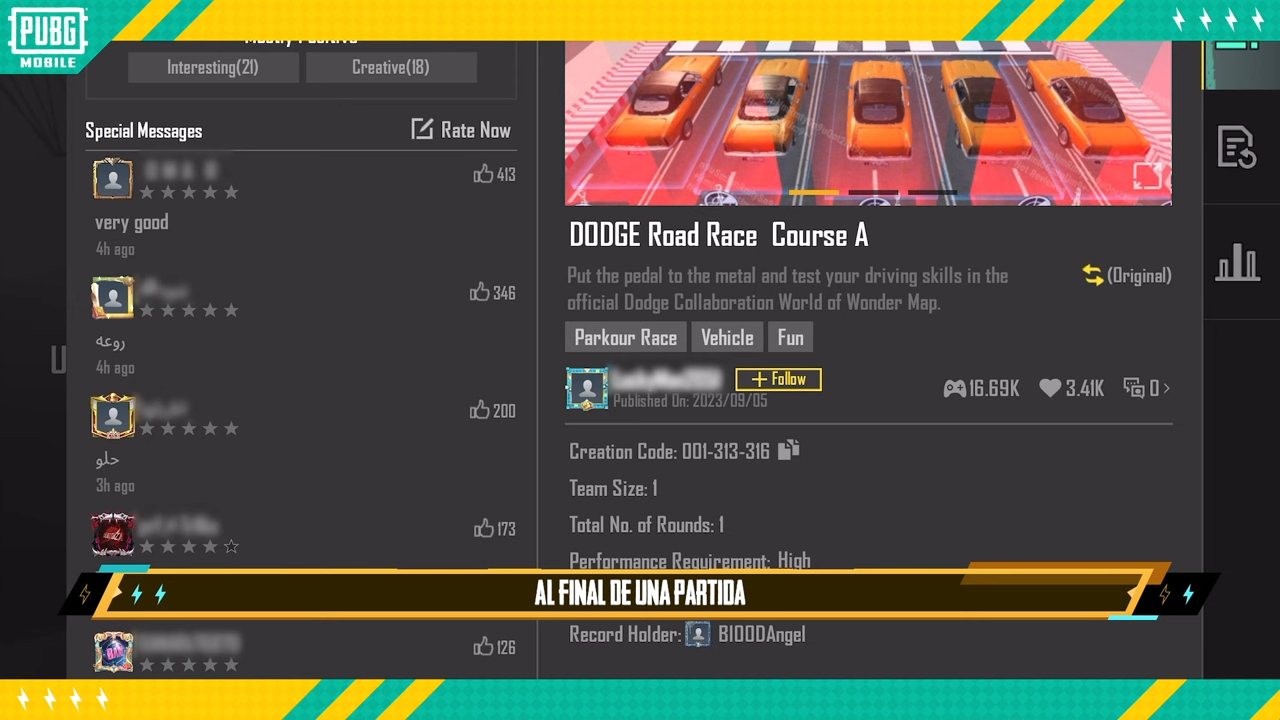 PUBG
MOBILE
Mostly Positive
Interesting(21)
Creative(18)
Special Messages
Rate Now
413
very good
4h ago
346
روعه
4h ago
200
حلو
3h ago
173
126
DODGE Road Race Course A
Put the pedal to the metal and test your driving skills in the
official Dodge Collaboration World of Wonder Map.
(Original)
Parkour Race
Vehicle
Fun
+ Follow
Published On: 2023/09/05
16.69K
3.41K
0
Creation Code: 001-313-316
Team Size: 1
Total No. of Rounds: 1
Performance Requirement: High
AL FINAL DE UNA PARTIDA
Record Holder: BlOODAngel